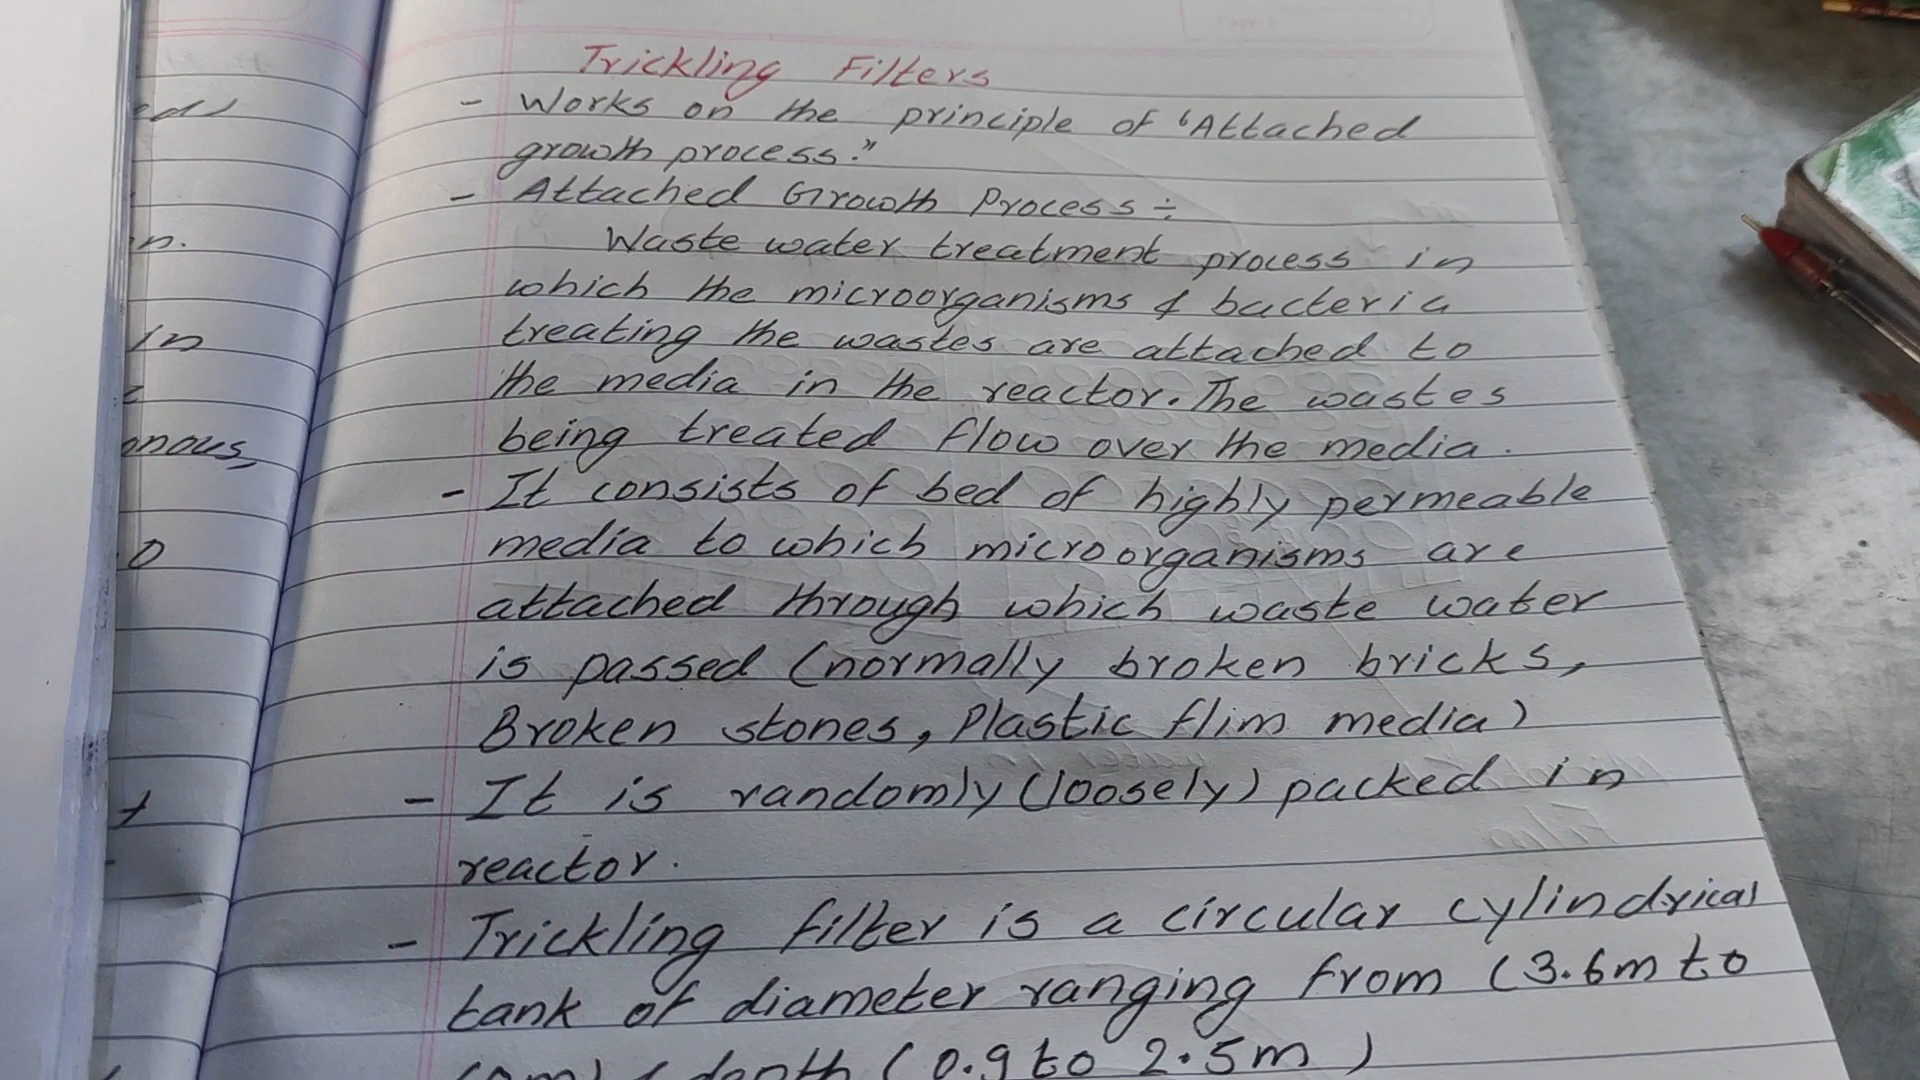 Trickling Filters
- Works on the principle of 'Attached
growth process."
- Attached Growth Process ÷
Waste water treatment process in
which the microorganisms & bacteria
treating the wastes are attached to
the media in the reactor. The wastes
being treated flow over the media.
- It consists of bed of highly permeable
media to which microorganisms are
attached through which waste water
is passed (normally broken bricks,
Broken stones, Plastic flim media)
- It is randomly (loosely) packed in
reactor.
- Trickling filter is a circular cylindrical
tank of diameter ranging from (3.6m to
depth (0.9 to 2.5m)
in.
in
onous,